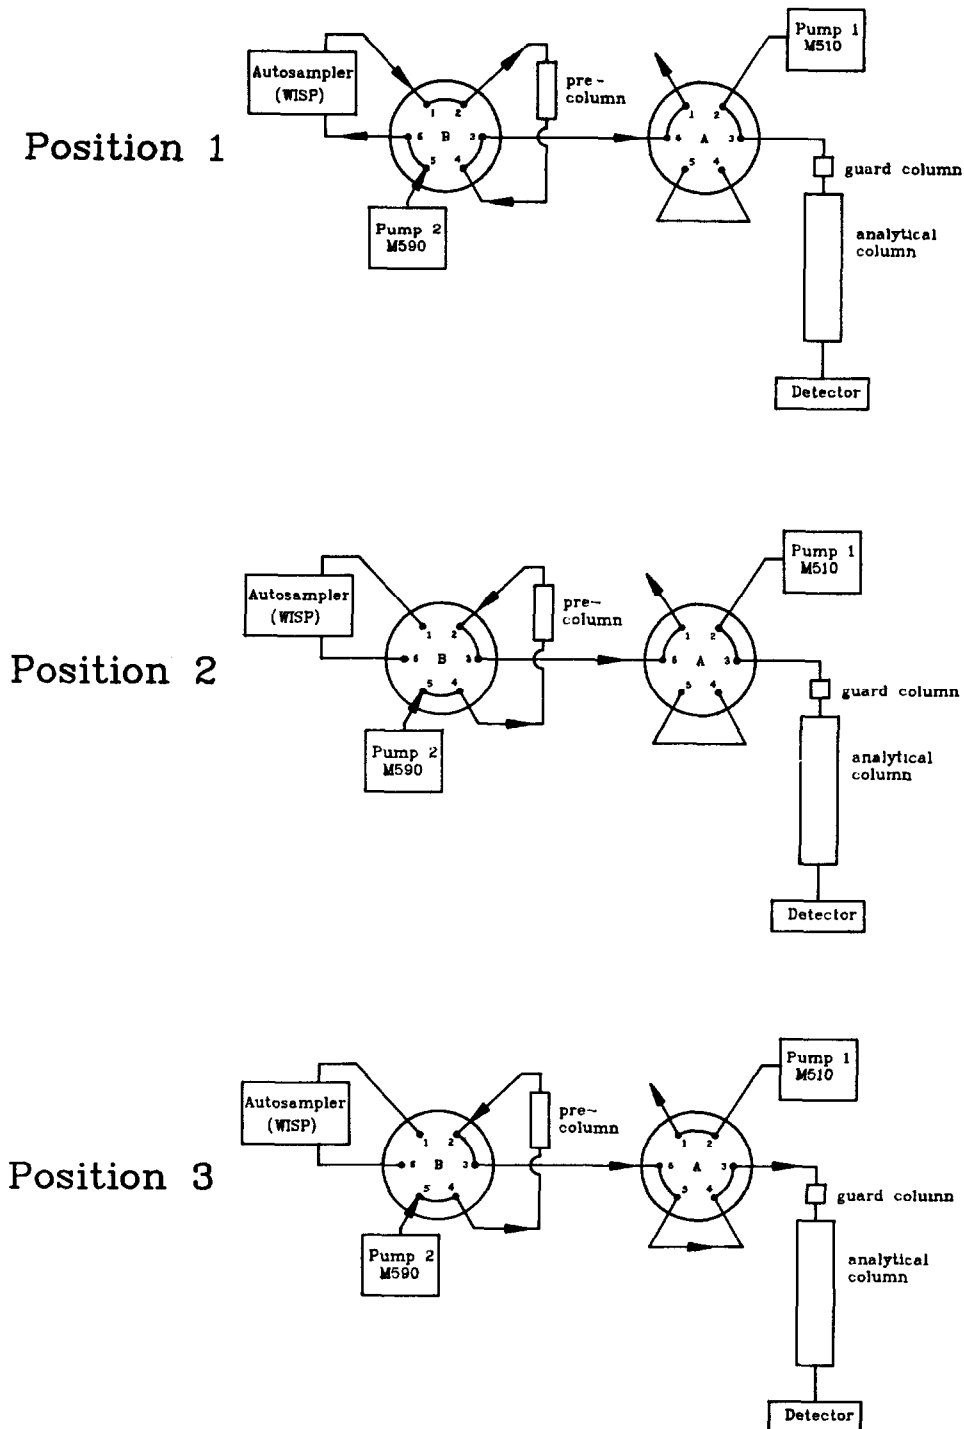 Position 1
Autosampler
(WISP)
1
2
3
4
5
6
B
Pump 2
M590
pre-
column
Pump 1
M510
1
2
3
4
5
4
A
guard column
analytical
column
Detector
Position 2
Autosampler
(WISP)
1
2
3
4
5
6
B
Pump 2
M590
pre-
column
Pump 1
M510
1
2
3
4
5
6
A
guard column
analytical
column
Detector
Position 3
Autosampler
(WISP)
1
2
3
4
5
6
B
Pump 2
M590
pre-
column
Pump 1
M510
1
2
3
4
5
6
A
guard column
analytical
column
Detector